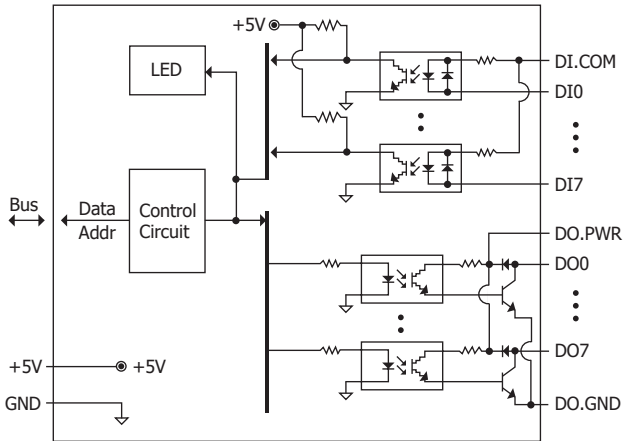 +5V
LED
DI.COM
DI0
DI7
Bus
Data
Addr
Control
Circuit
DO.PWR
DO0
DO7
+5V
+5V
GND
DO.GND